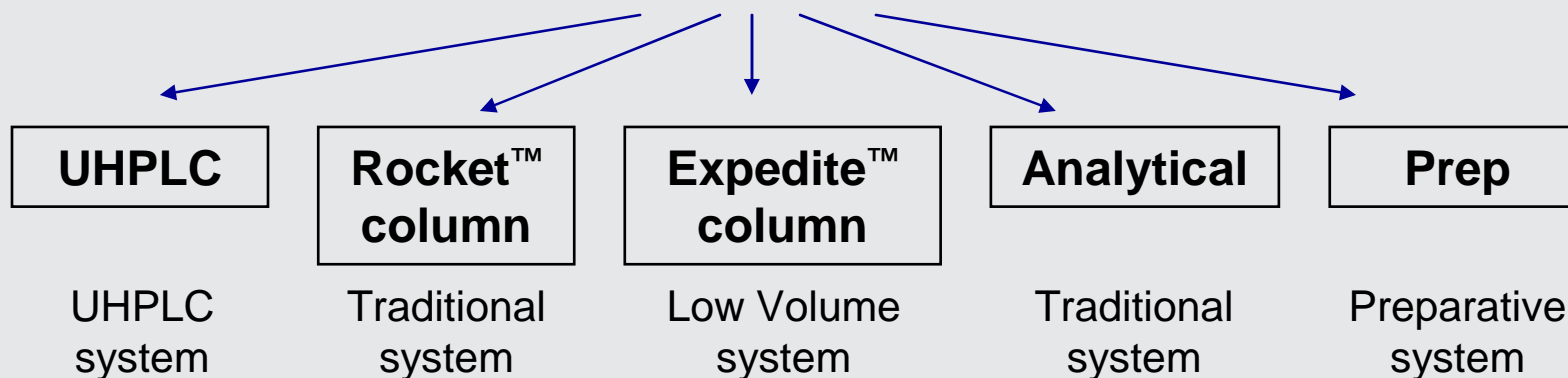 UHPLC
Rocket™
column
Expedite™
column
Analytical
Prep
UHPLC
system
Traditional
system
Low Volume
system
Traditional
system
Preparative
system